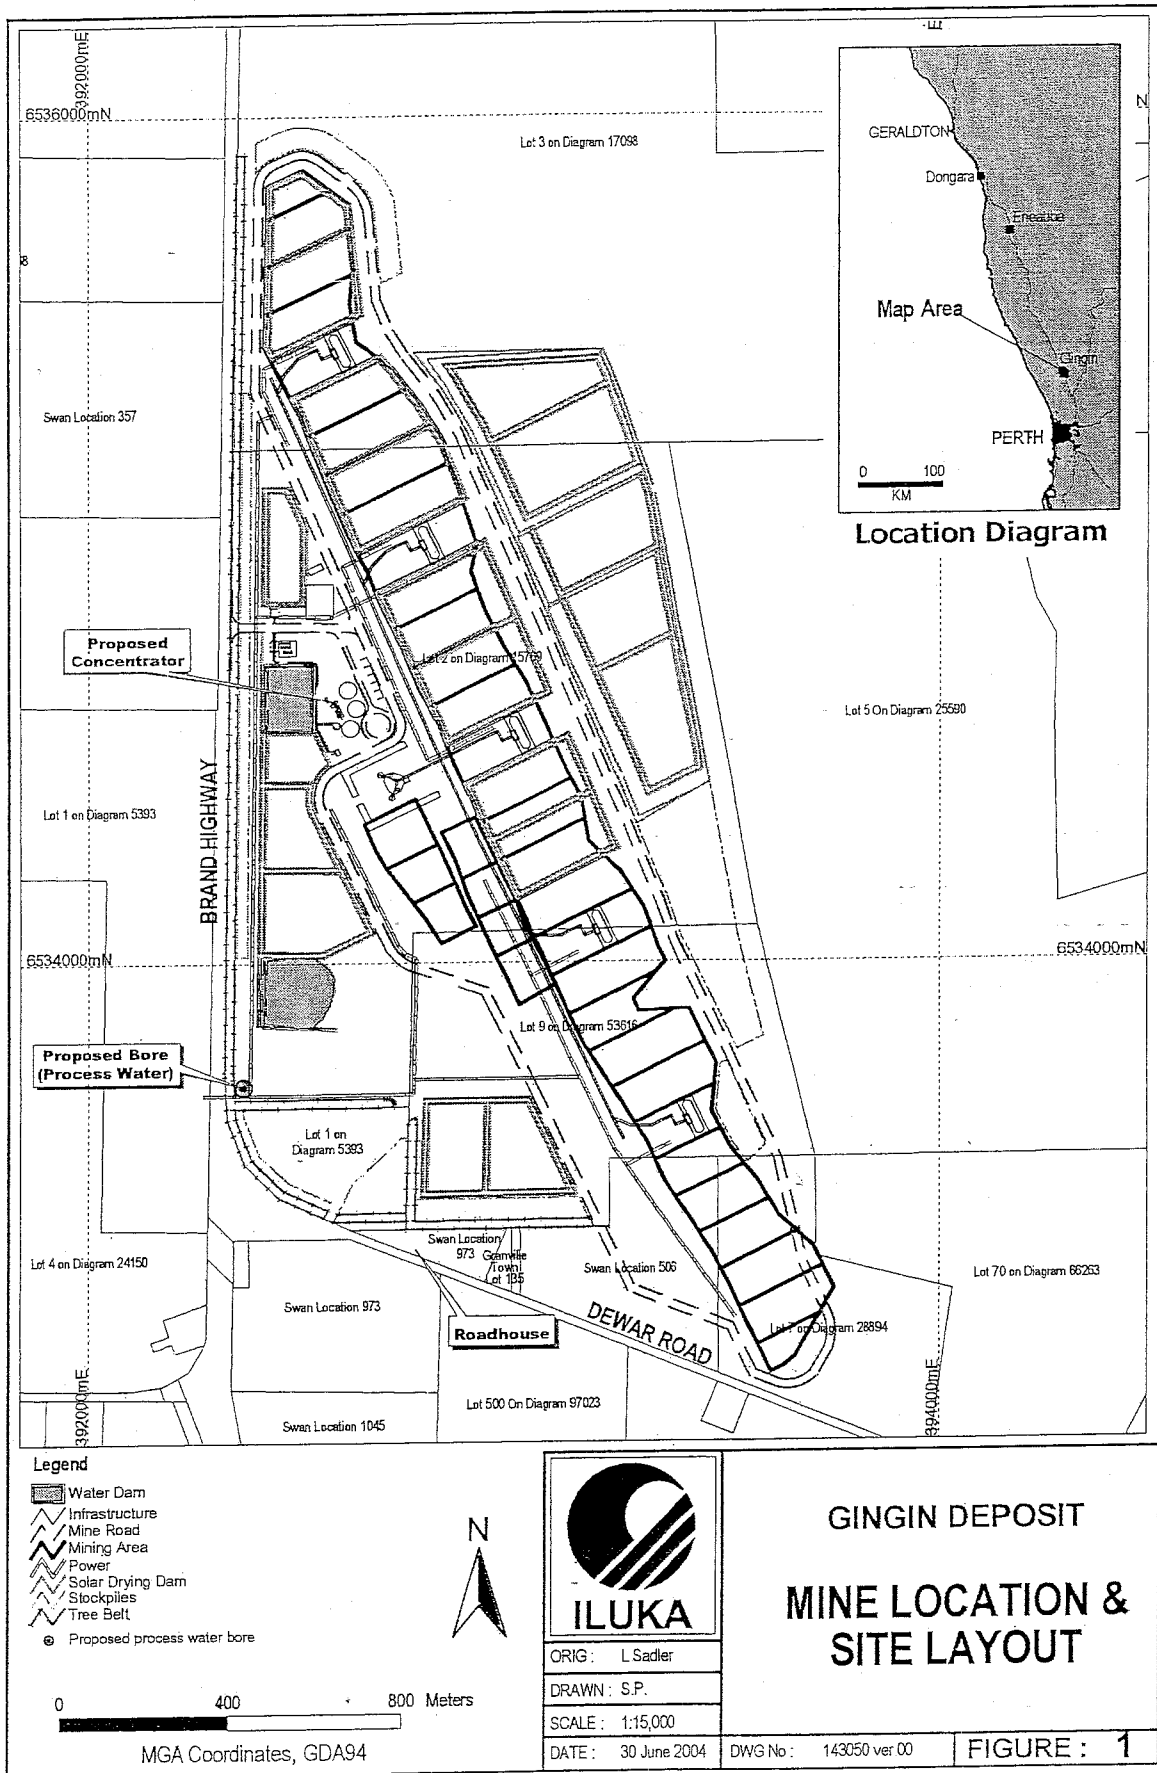 392000mE
6536000mN
Lot 3 on Diagram 17098
N
GERALDTON
Dongara
Eneabba
Map Area
Gingin
PERTH
0 100
KM
Location Diagram
8
Swan Location 357
Proposed
Concentrator
Lot 2 on Diagram 15769
Lot 5 On Diagram 25590
BRAND HIGHWAY
Lot 1 on Diagram 5393
6534000mN
6534000mN
Lot 9 on Diagram 53616
Proposed Bore
(Process Water)
Lot 1 on
Diagram 5393
Swan Location
973
Granville
Town
Lot 135
Swan Location 506
Lot 4 on Diagram 24150
Lot 70 on Diagram 66263
Swan Location 973
Roadhouse
DEWAR ROAD
Lot 7 on Diagram 28894
392000mE
394000mE
Lot 500 On Diagram 97023
Swan Location 1045
Legend
Water Dam
Infrastructure
Mine Road
Mining Area
Power
Solar Drying Dam
Stockpiles
Tree Belt
Proposed process water bore
N
0 400 800 Meters
MGA Coordinates, GDA94
ILUKA
ORIG : L Sadler
DRAWN : S.P.
SCALE : 1:15,000
DATE : 30 June 2004
GINGIN DEPOSIT
MINE LOCATION &
SITE LAYOUT
DWG No : 143050 ver 00
FIGURE : 1